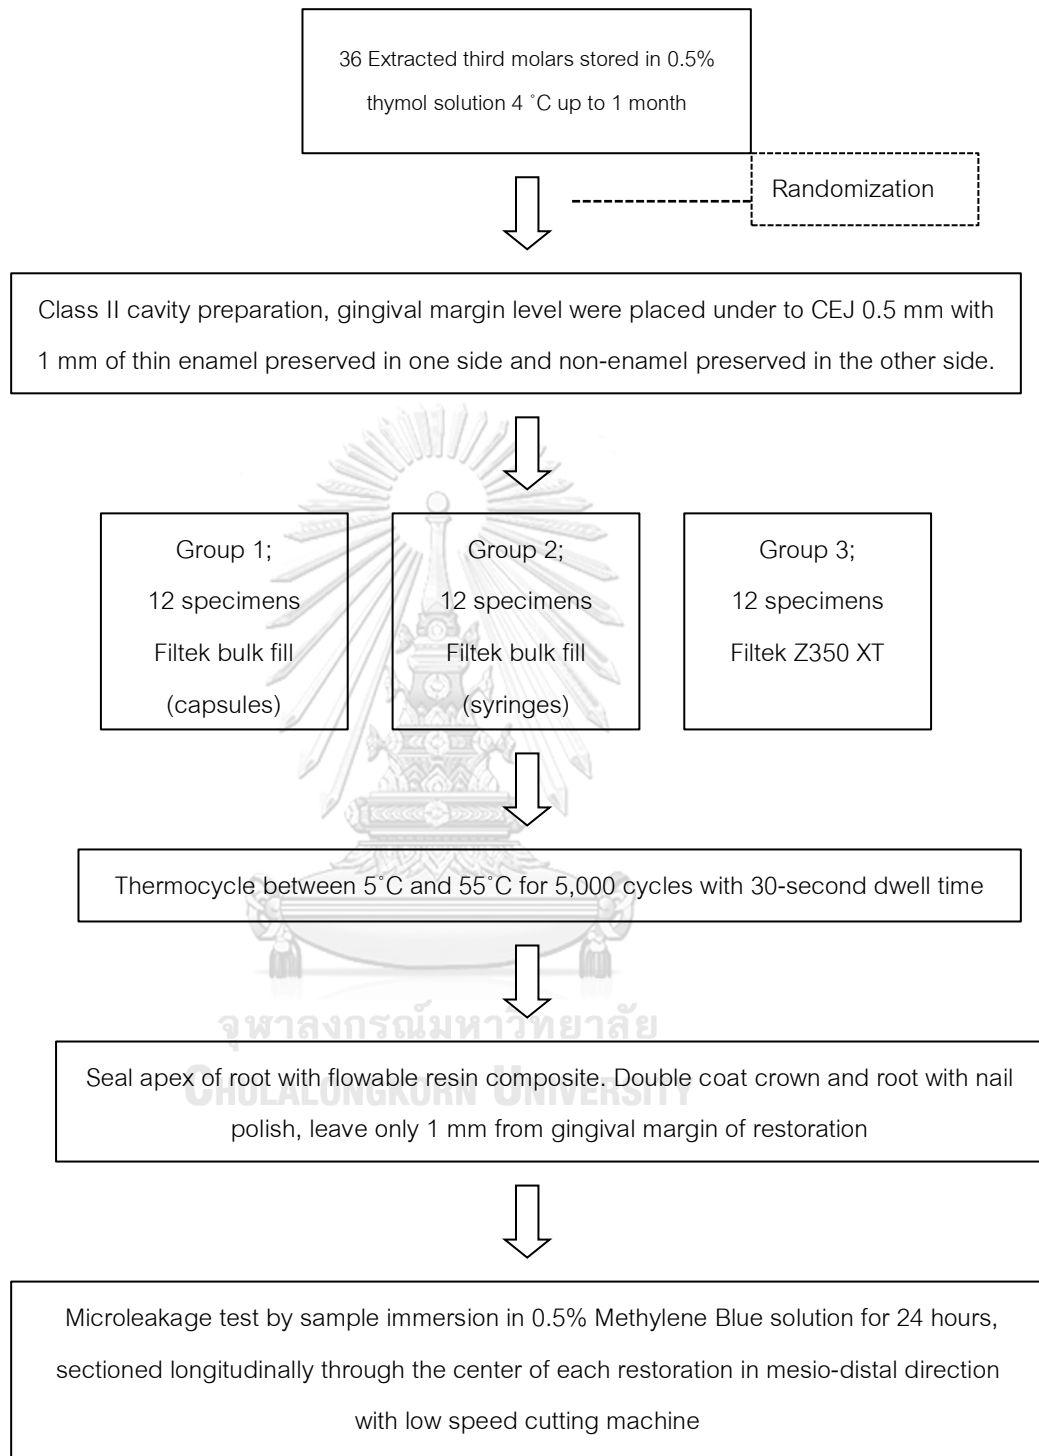 36 Extracted third molars stored in 0.5%
thymol solution 4 ˚C up to 1 month
Randomization
Class II cavity preparation, gingival margin level were placed under to CEJ 0.5 mm with
1 mm of thin enamel preserved in one side and non-enamel preserved in the other side.
Group 1;
12 specimens
Filtek bulk fill
(capsules)
Group 2;
12 specimens
Filtek bulk fill
(syringes)
Group 3;
12 specimens
Filtek Z350 XT
Thermocycle between 5˚C and 55˚C for 5,000 cycles with 30-second dwell time
จุฬาลงกรณ์มหาวิทยาลัย
CHULALONGKORN UNIVERSITY
Seal apex of root with flowable resin composite. Double coat crown and root with nail
polish, leave only 1 mm from gingival margin of restoration
Microleakage test by sample immersion in 0.5% Methylene Blue solution for 24 hours,
sectioned longitudinally through the center of each restoration in mesio-distal direction
with low speed cutting machine